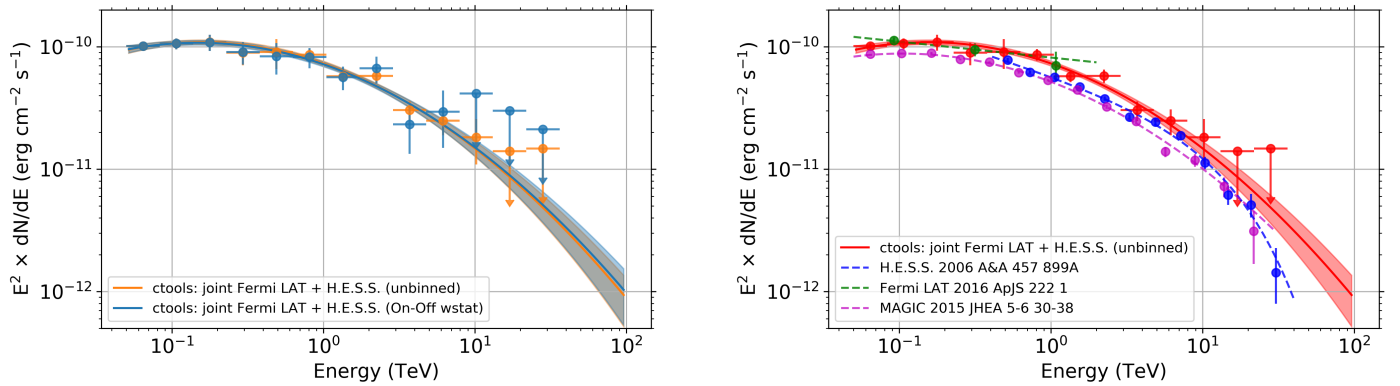 E² × dN/dE (erg cm⁻² s⁻¹)
10⁻¹⁰
10⁻¹¹
10⁻¹²
ctools: joint Fermi LAT + H.E.S.S. (unbinned)
ctools: joint Fermi LAT + H.E.S.S. (On-Off wstat)
10⁻¹ 10⁰ 10¹ 10²
Energy (TeV)
E² × dN/dE (erg cm⁻² s⁻¹)
10⁻¹⁰
10⁻¹¹
10⁻¹²
ctools: joint Fermi LAT + H.E.S.S. (unbinned)
H.E.S.S. 2006 A&A 457 899A
Fermi LAT 2016 ApJS 222 1
MAGIC 2015 JHEA 5-6 30-38
10⁻¹ 10⁰ 10¹ 10²
Energy (TeV)